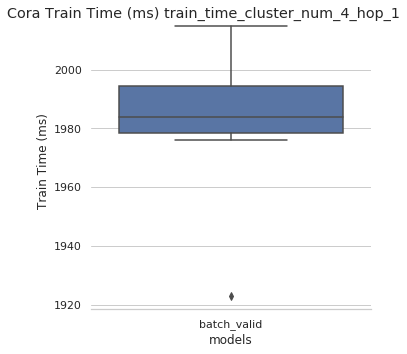 Cora Train Time (ms) train_time_cluster_num_4_hop_1
2000
1980
1960
1940
1920
Train Time (ms)
batch_valid
models